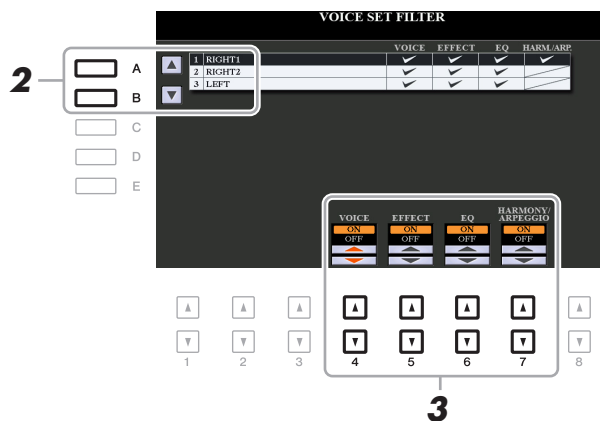 VOICE SET FILTER
VOICE EFFECT EQ HARM./ARP.
1 RIGHT1
2 RIGHT2
3 LEFT
2
A
B
C
D
E
VOICE EFFECT EQ HARMONY/ARPEGGIO
ON ON ON ON
OFF OFF OFF OFF
1 2 3 4 5 6 7 8
3